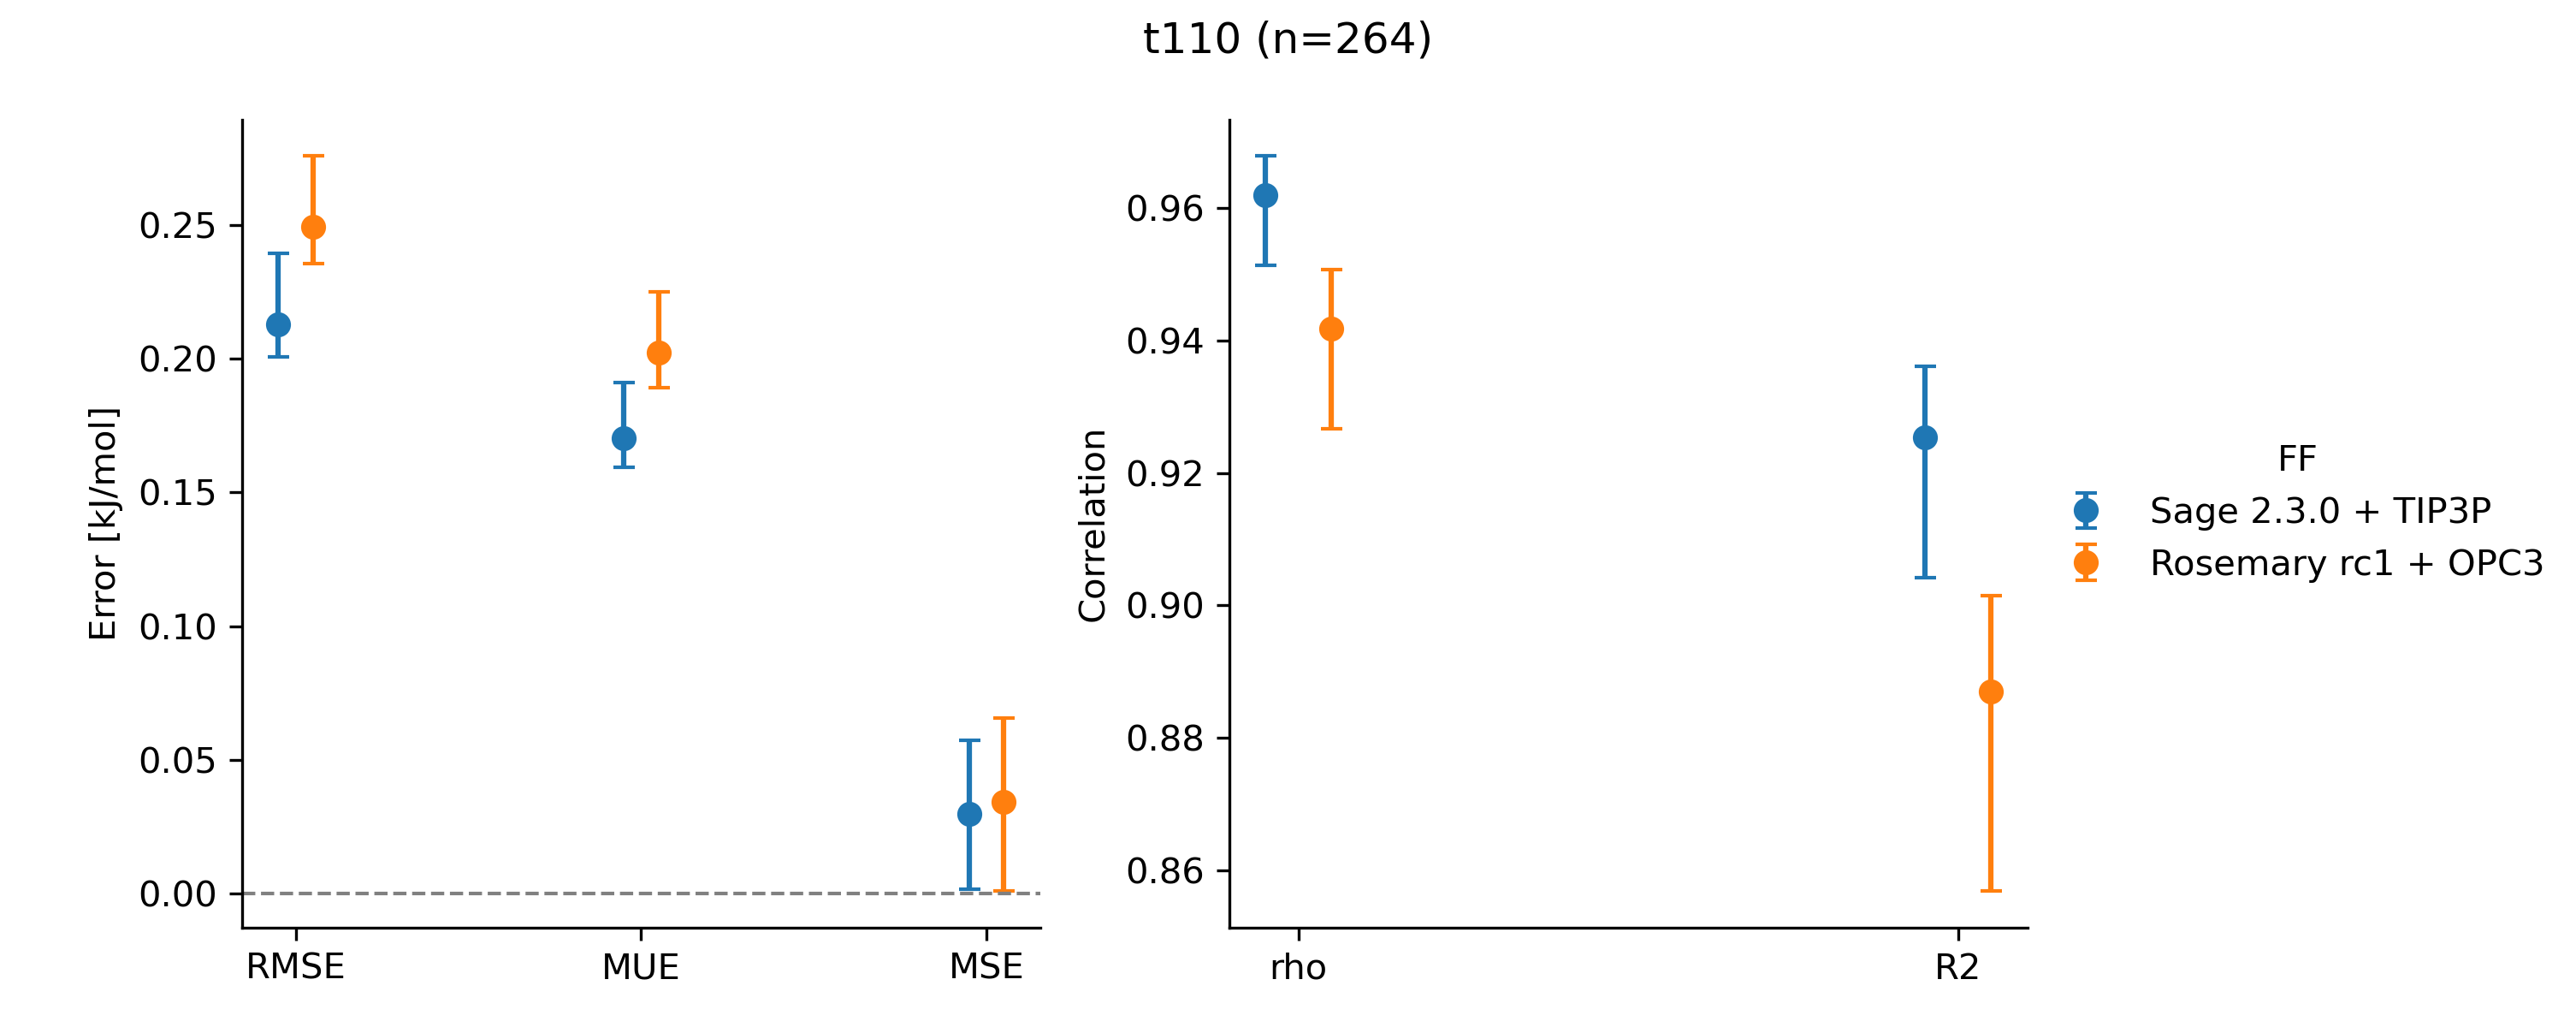 t110 (n=264)
Error [kJ/mol]
0.25
0.20
0.15
0.10
0.05
0.00
RMSE
MUE
MSE
Correlation
0.96
0.94
0.92
0.90
0.88
0.86
rho
R2
FF
Sage 2.3.0 + TIP3P
Rosemary rc1 + OPC3